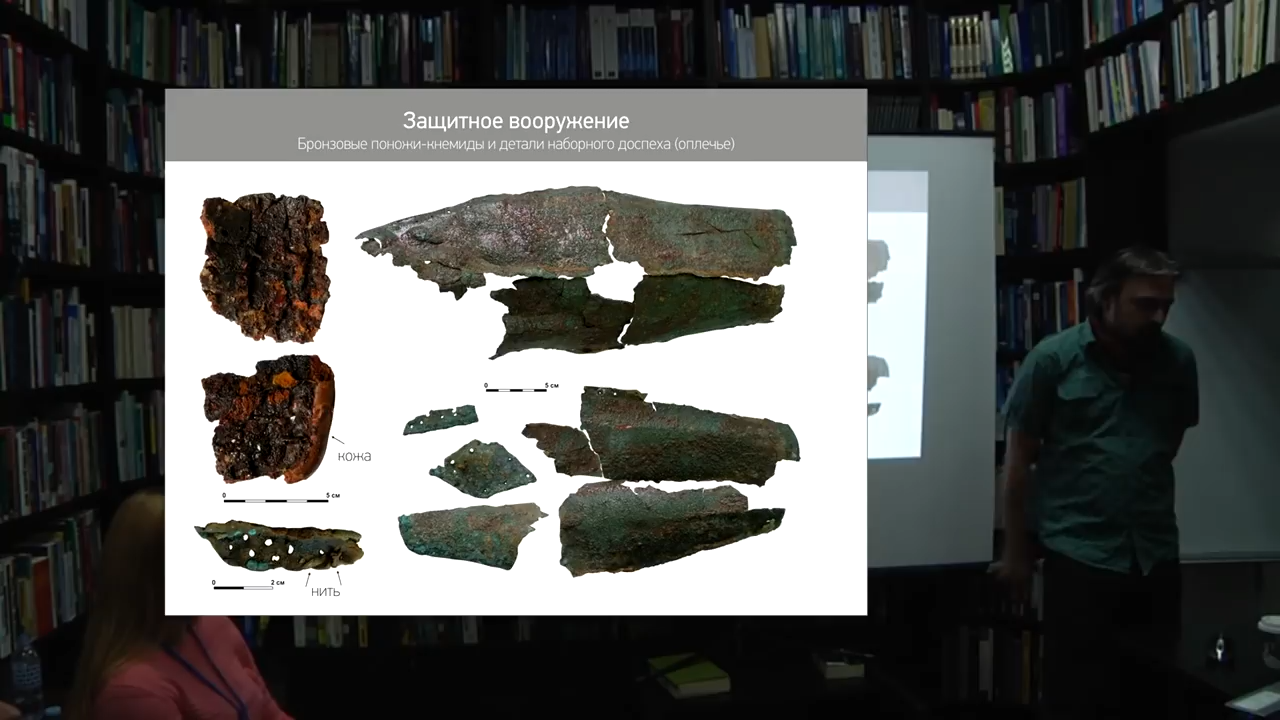 Защитное вооружение
Бронзовые поножи-кнемиды и детали наборного доспеха (оплечье)
0 5 см
кожа
0 5 см
0 2 см
нить